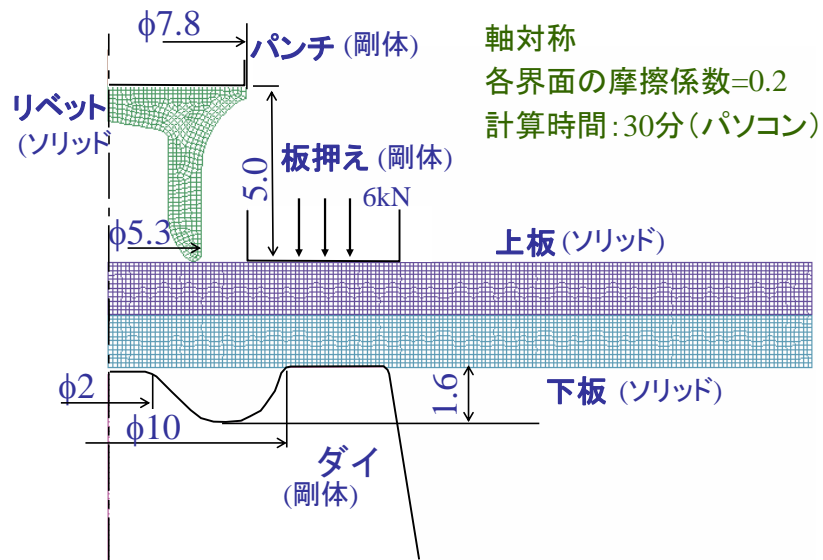 φ7.8
パンチ (剛体)
軸対称
各界面の摩擦係数=0.2
計算時間:30分(パソコン)
リベット
(ソリッド
5.0
板押え (剛体)
6kN
φ5.3
上板 (ソリッド)
φ2
1.6
下板 (ソリッド)
φ10
ダイ
(剛体)